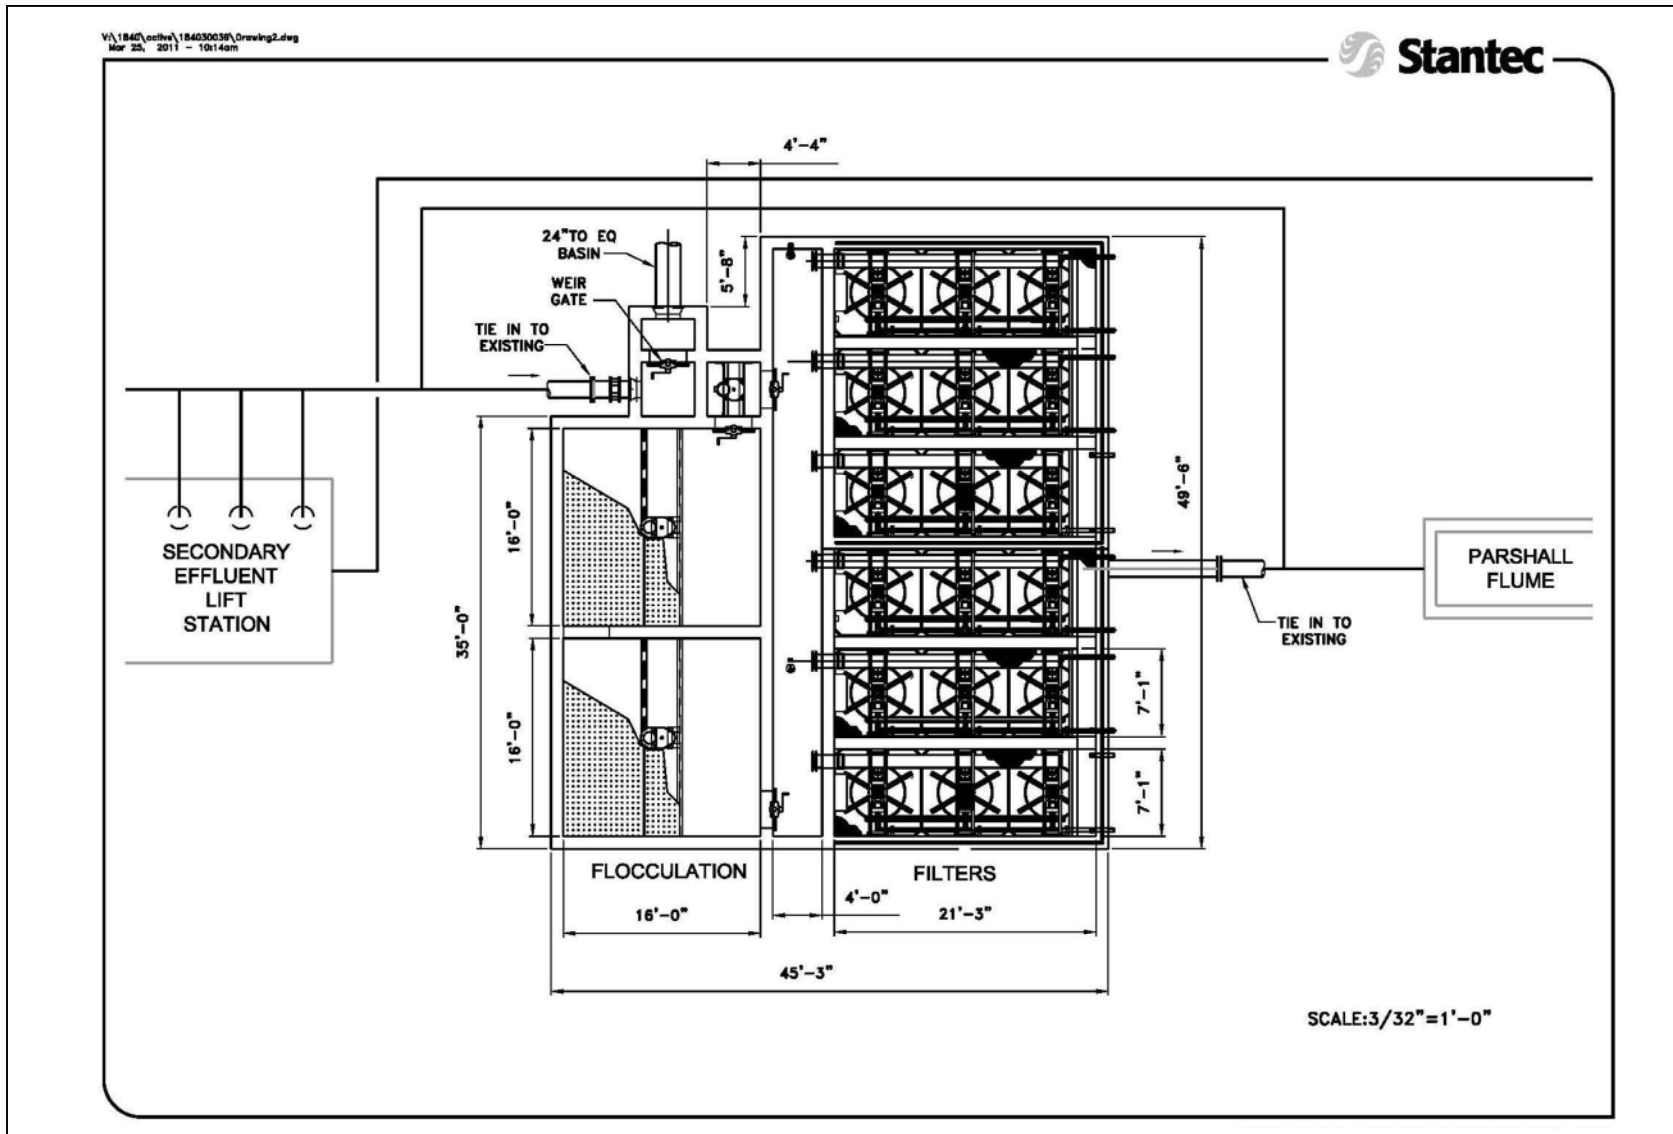 V:\1840\active\184030039\Drawing2.dwg
Mar 25, 2011 - 10:14am
Stantec
4'-4"
24"TO EQ
BASIN
5'-8"
WEIR
GATE
TIE IN TO
EXISTING
49'-6"
16'-0"
SECONDARY
EFFLUENT
LIFT
STATION
PARSHALL
FLUME
35'-0"
TIE IN TO
EXISTING
7'-1"
16'-0"
7'-1"
FLOCCULATION
FILTERS
4'-0"
16'-0"
21'-3"
45'-3"
SCALE:3/32"=1'-0"